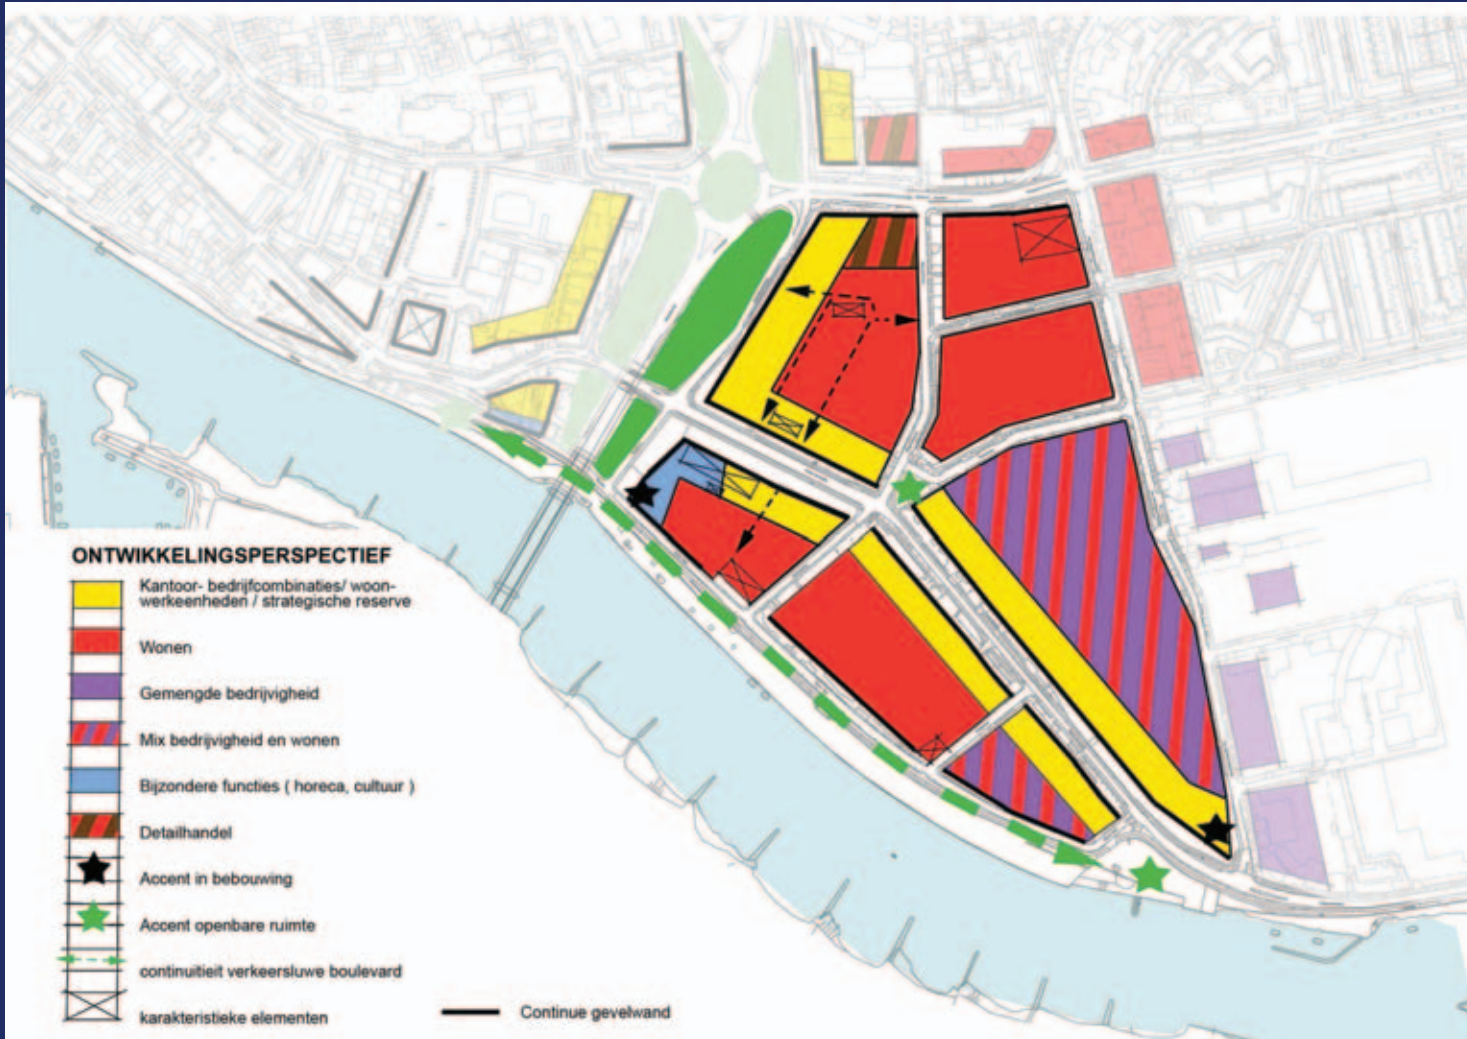 ONTWIKKELINGSPERSPECTIEF
Kantoor- bedrijfcombinaties/ woon-
werkeenheden / strategische reserve
Wonen
Gemengde bedrijvigheid
Mix bedrijvigheid en wonen
Bijzondere functies ( horeca, cultuur )
Detailhandel
Accent in bebouwing
Accent openbare ruimte
continuitieit verkeersluwe boulevard
karakteristieke elementen
Continue gevelwand